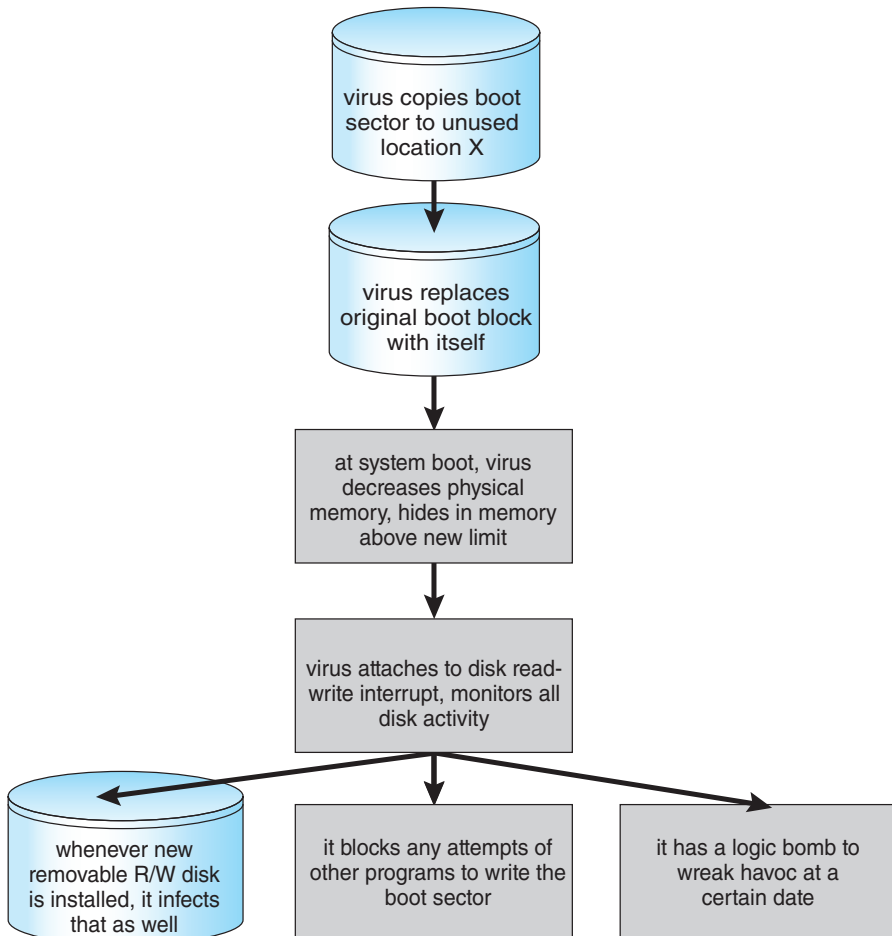 virus copies boot
sector to unused
location X
virus replaces
original boot block
with itself
at system boot, virus
decreases physical
memory, hides in memory
above new limit
virus attaches to disk read-
write interrupt, monitors all
disk activity
whenever new
removable R/W disk
is installed, it infects
that as well
it blocks any attempts of
other programs to write the
boot sector
it has a logic bomb to
wreak havoc at a
certain date